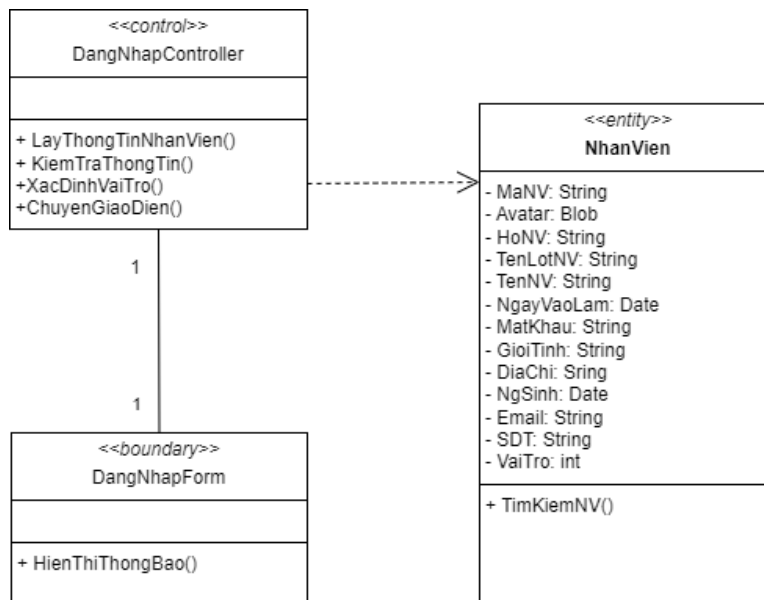 <<control>>
DangNhapController
+ LayThongTinNhanVien()
+ KiemTraThongTin()
+XacDinhVaiTro()
+ChuyenGiaoDien()
1
1
<<boundary>>
DangNhapForm
+ HienThiThongBao()
<<entity>>
NhanVien
- MaNV: String
- Avatar: Blob
- HoNV: String
- TenLotNV: String
- TenNV: String
- NgayVaoLam: Date
- MatKhau: String
- GioiTinh: String
- DiaChi: Sring
- NgSinh: Date
- Email: String
- SDT: String
- VaiTro: int
+ TimKiemNV()